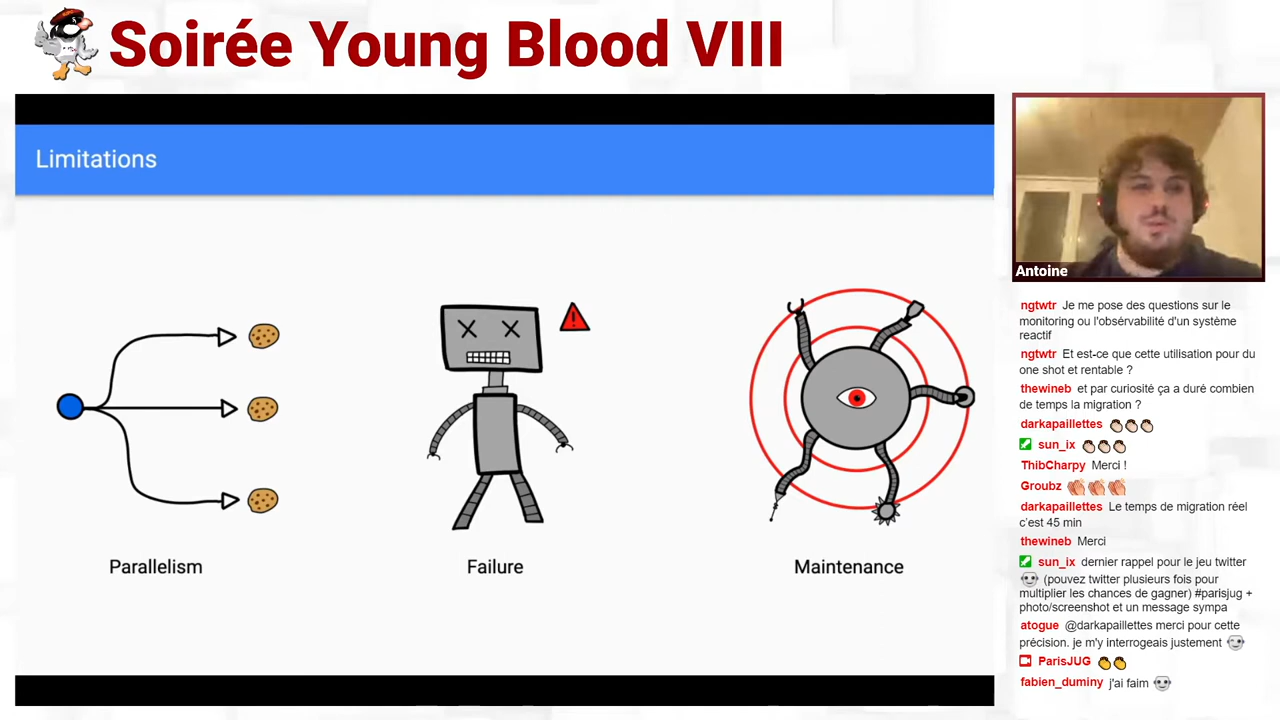 Soirée Young Blood VIII
Limitations
Parallelism
Failure
Maintenance
Antoine
ngtwtr Je me pose des questions sur le
monitoring ou l'obsérvabilité d'un système
reactif
ngtwtr Et est-ce que cette utilisation pour du
one shot et rentable ?
thewineb et par curiosité ça a duré combien
de temps la migration ?
darkapaillettes
sun_ix
ThibCharpy Merci !
Groubz
darkapaillettes Le temps de migration réel
c'est 45 min
thewineb Merci
sun_ix dernier rappel pour le jeu twitter
(pouvez twitter plusieurs fois pour
multiplier les chances de gagner) #parisjug +
photo/screenshot et un message sympa
atogue @darkapaillettes merci pour cette
précision. je m'y interrogeais justement
ParisJUG
fabien_duminy j'ai faim